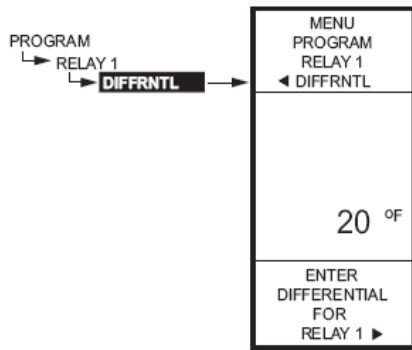 PROGRAM
RELAY 1
DIFFRNTL
MENU
PROGRAM
RELAY 1
◄ DIFFRNTL
20 °F
ENTER
DIFFERENTIAL
FOR
RELAY 1 ►